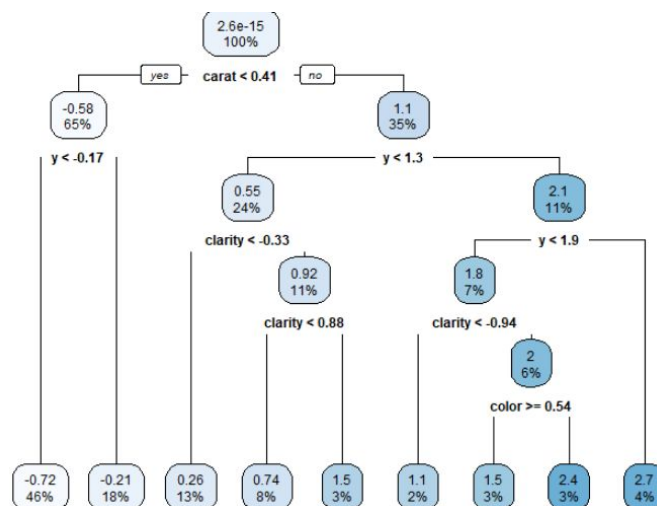 2.6e-15
100%
yes carat < 0.41 no
-0.58 1.1
65% 35%
y < -0.17 y < 1.3
0.55 2.1
24% 11%
clarity < -0.33 y < 1.9
0.92 1.8
11% 7%
clarity < 0.88 clarity < -0.94
2
6%
color >= 0.54
-0.72 -0.21 0.26 0.74 1.5 1.1 1.5 2.4 2.7
46% 18% 13% 8% 3% 2% 3% 3% 4%